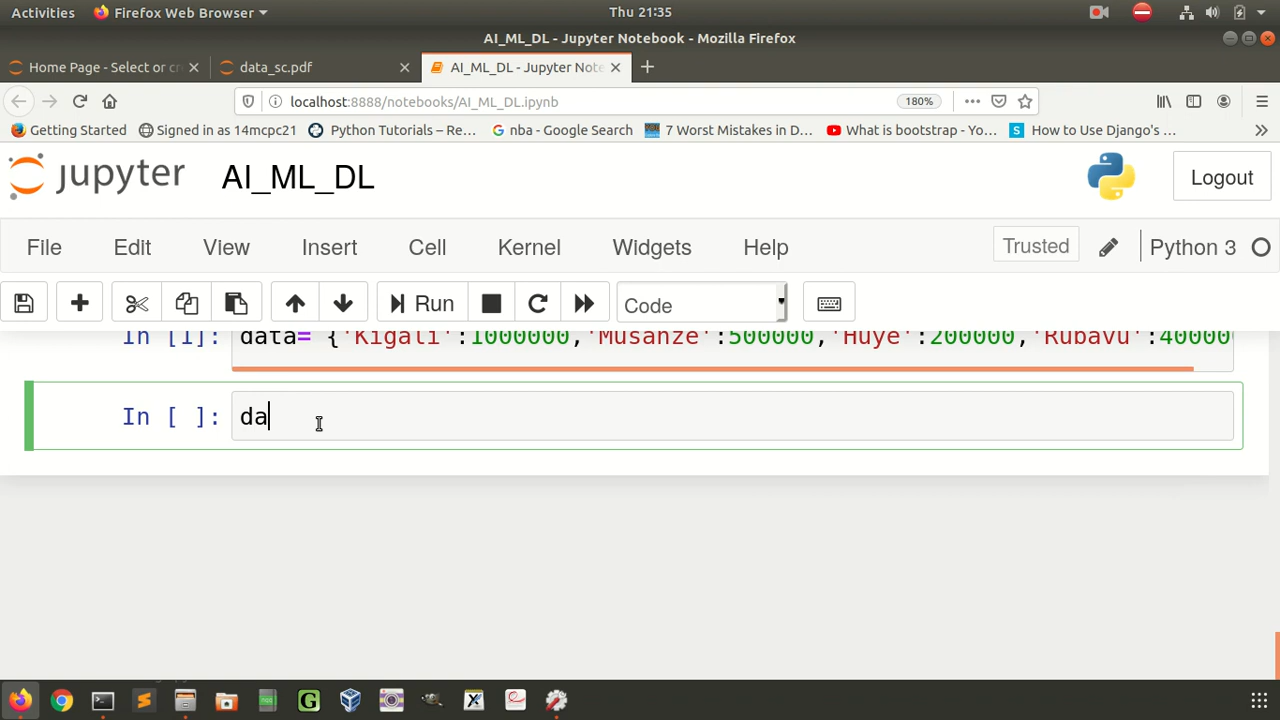 Activities Firefox Web Browser Thu 21:35
AI_ML_DL - Jupyter Notebook - Mozilla Firefox
Home Page - Select or cr data_sc.pdf AI_ML_DL - Jupyter Note
localhost:8888/notebooks/AI_ML_DL.ipynb 180%
Getting Started Signed in as 14mcpc21 Python Tutorials – Re… nba - Google Search 7 Worst Mistakes in D… What is bootstrap - Yo… How to Use Django's …
jupyter AI_ML_DL Logout
File Edit View Insert Cell Kernel Widgets Help Trusted Python 3
Run Code
In [1]: data= {'Kigali':1000000,'Musanze':500000,'Huye':200000,'Rubavu':40000
In [ ]: da